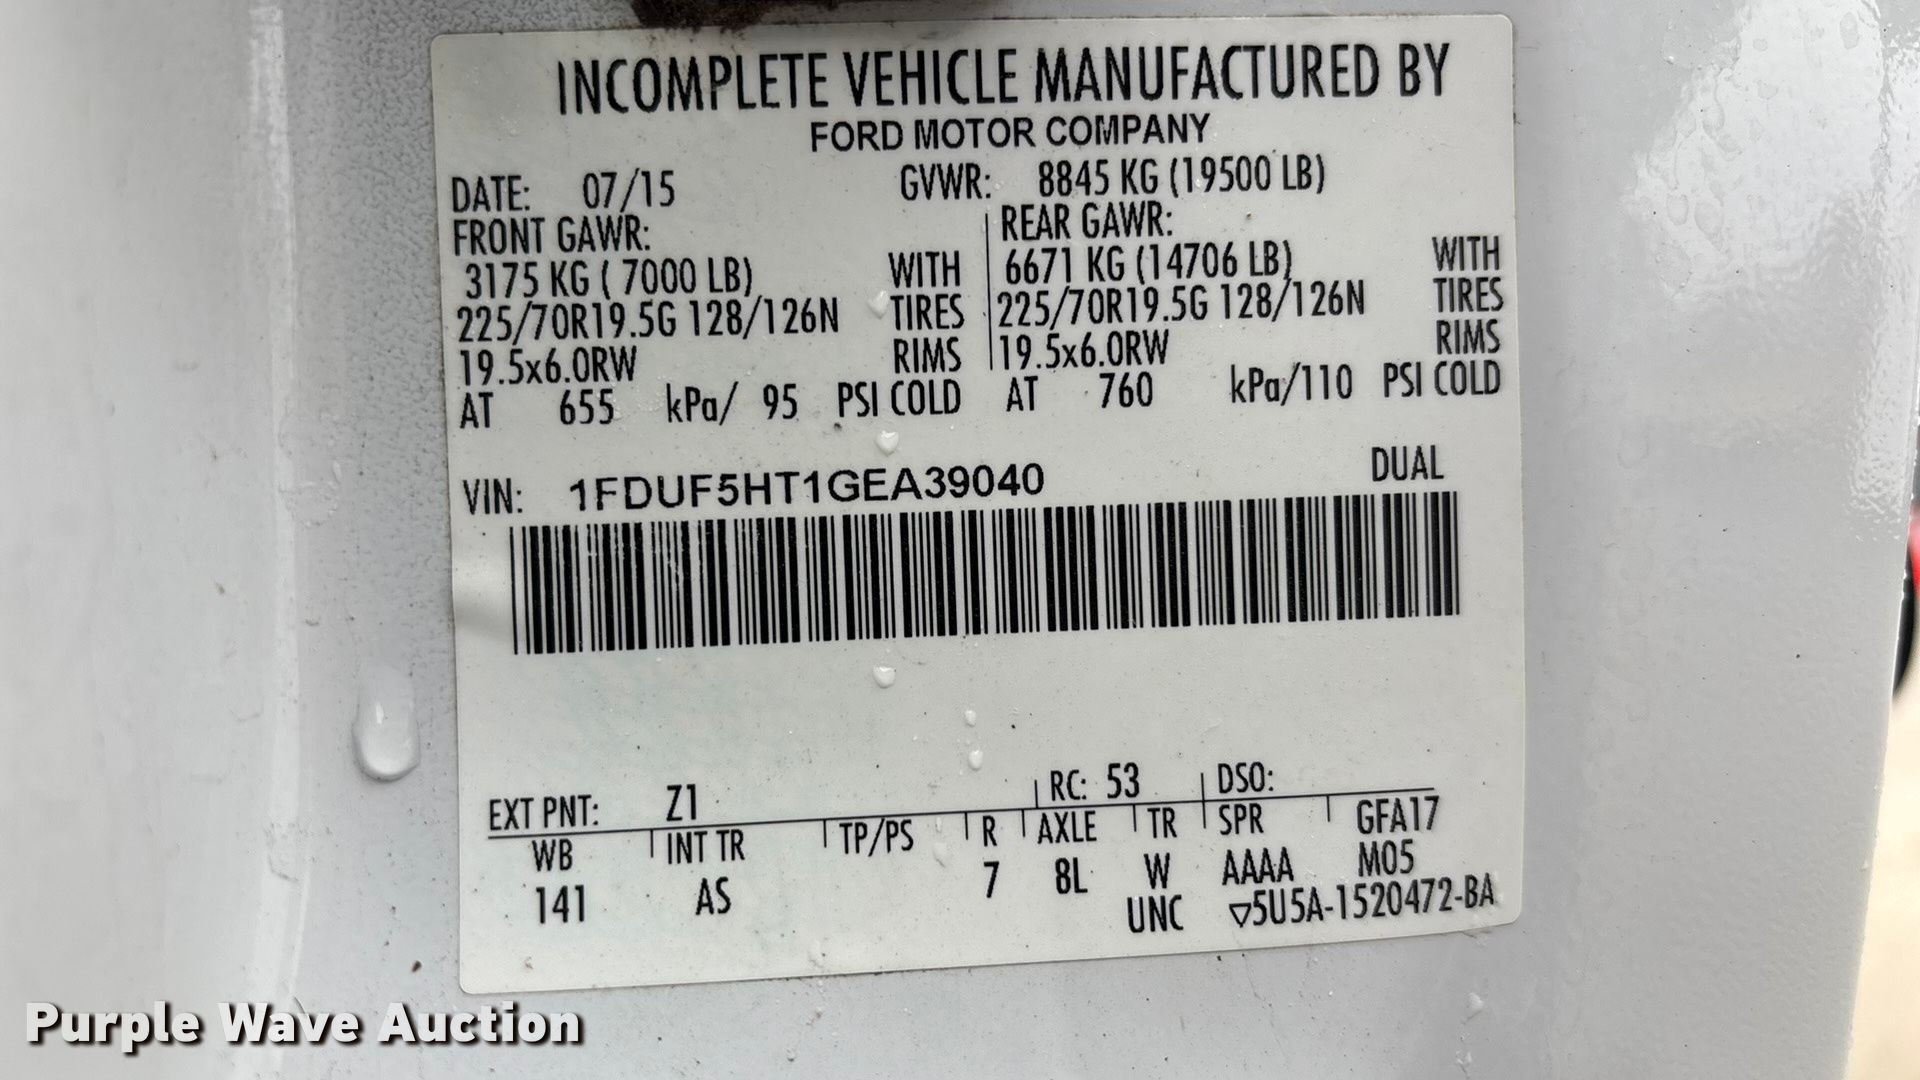 INCOMPLETE VEHICLE MANUFACTURED BY
FORD MOTOR COMPANY
DATE: 07/15 GVWR: 8845 KG (19500 LB)
FRONT GAWR: REAR GAWR:
3175 KG ( 7000 LB) WITH 6671 KG (14706 LB) WITH
225/70R19.5G 128/126N TIRES 225/70R19.5G 128/126N TIRES
19.5x6.0RW RIMS 19.5x6.0RW RIMS
AT 655 kPa/ 95 PSI COLD AT 760 kPa/110 PSI COLD
VIN: 1FDUF5HT1GEA39040 DUAL
EXT PNT: Z1 RC: 53 DSO:
WB INT TR TP/PS R AXLE TR SPR GFA17
141 AS 7 8L W AAAA M05
UNC ▽5U5A-1520472-BA
Purple Wave Auction